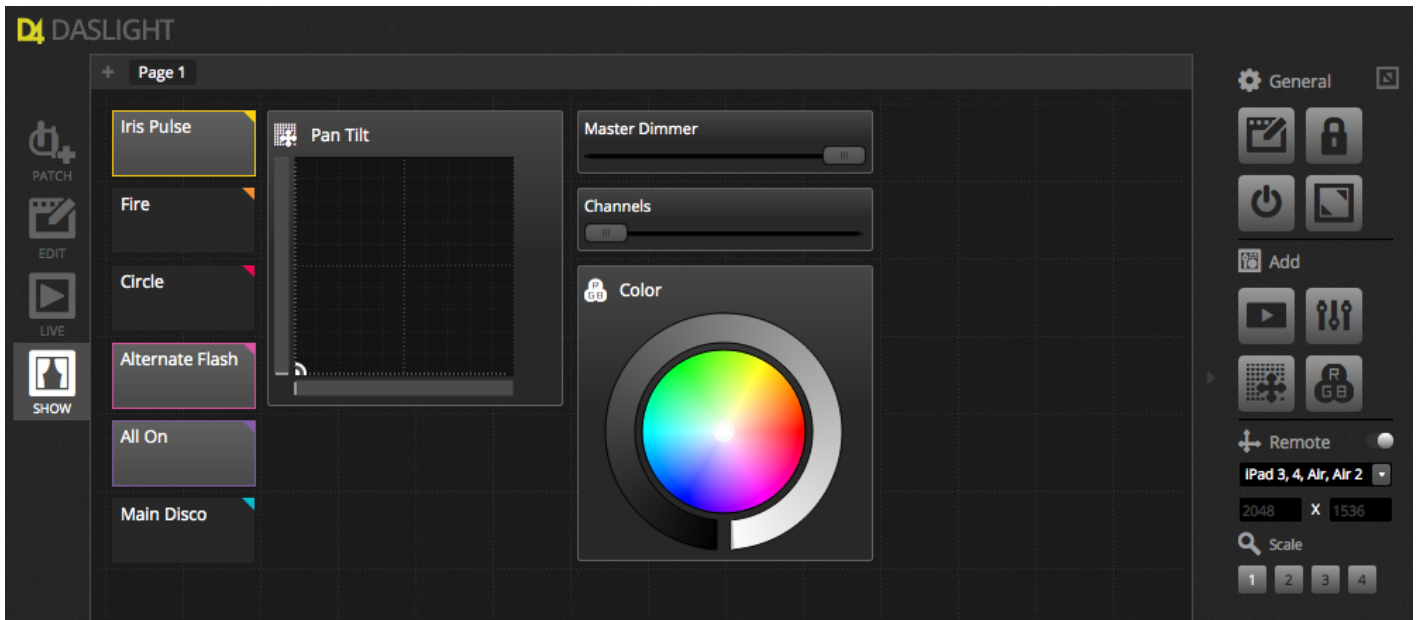 D4 DASLIGHT
+ Page 1
PATCH
EDIT
LIVE
SHOW
Iris Pulse
Fire
Circle
Alternate Flash
All On
Main Disco
Pan Tilt
Master Dimmer
Channels
R G B Color
General
Add
R G B
Remote
iPad 3, 4, Air, Air 2
2048 X 1536
Scale
1 2 3 4